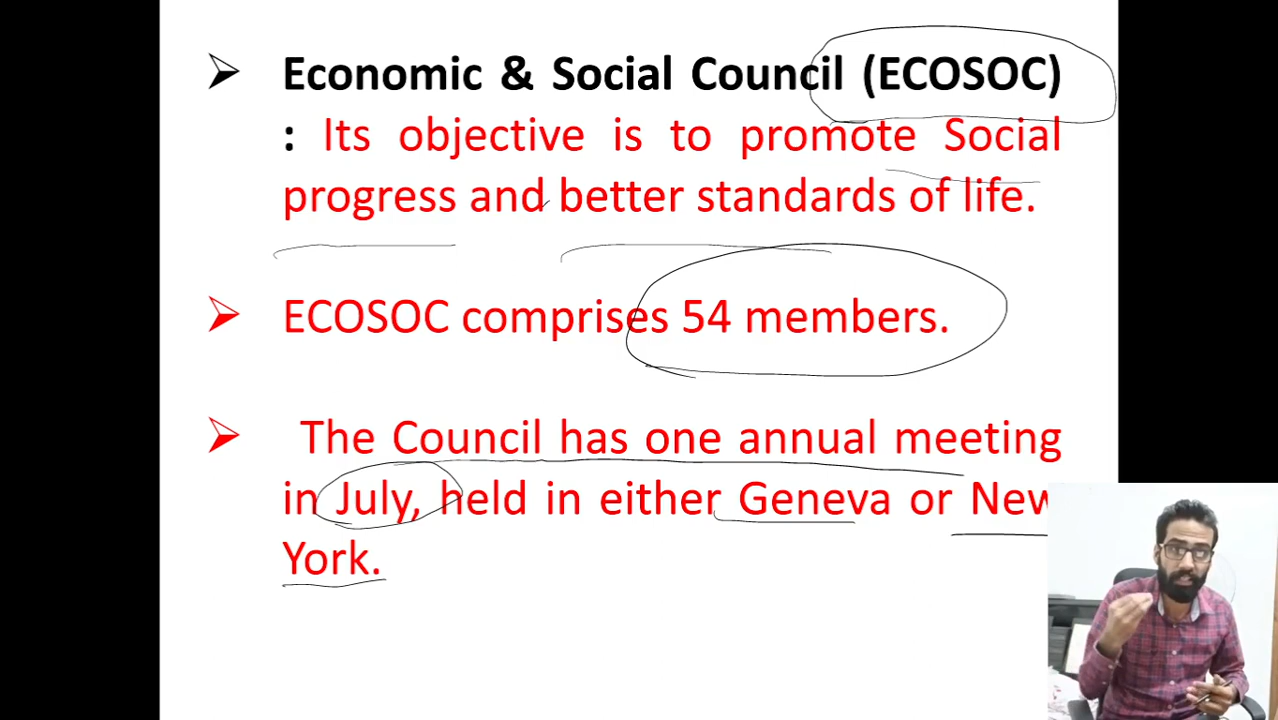 Economic & Social Council (ECOSOC)
: Its objective is to promote Social
progress and better standards of life.
ECOSOC comprises 54 members.
The Council has one annual meeting
in July, held in either Geneva or New
York.